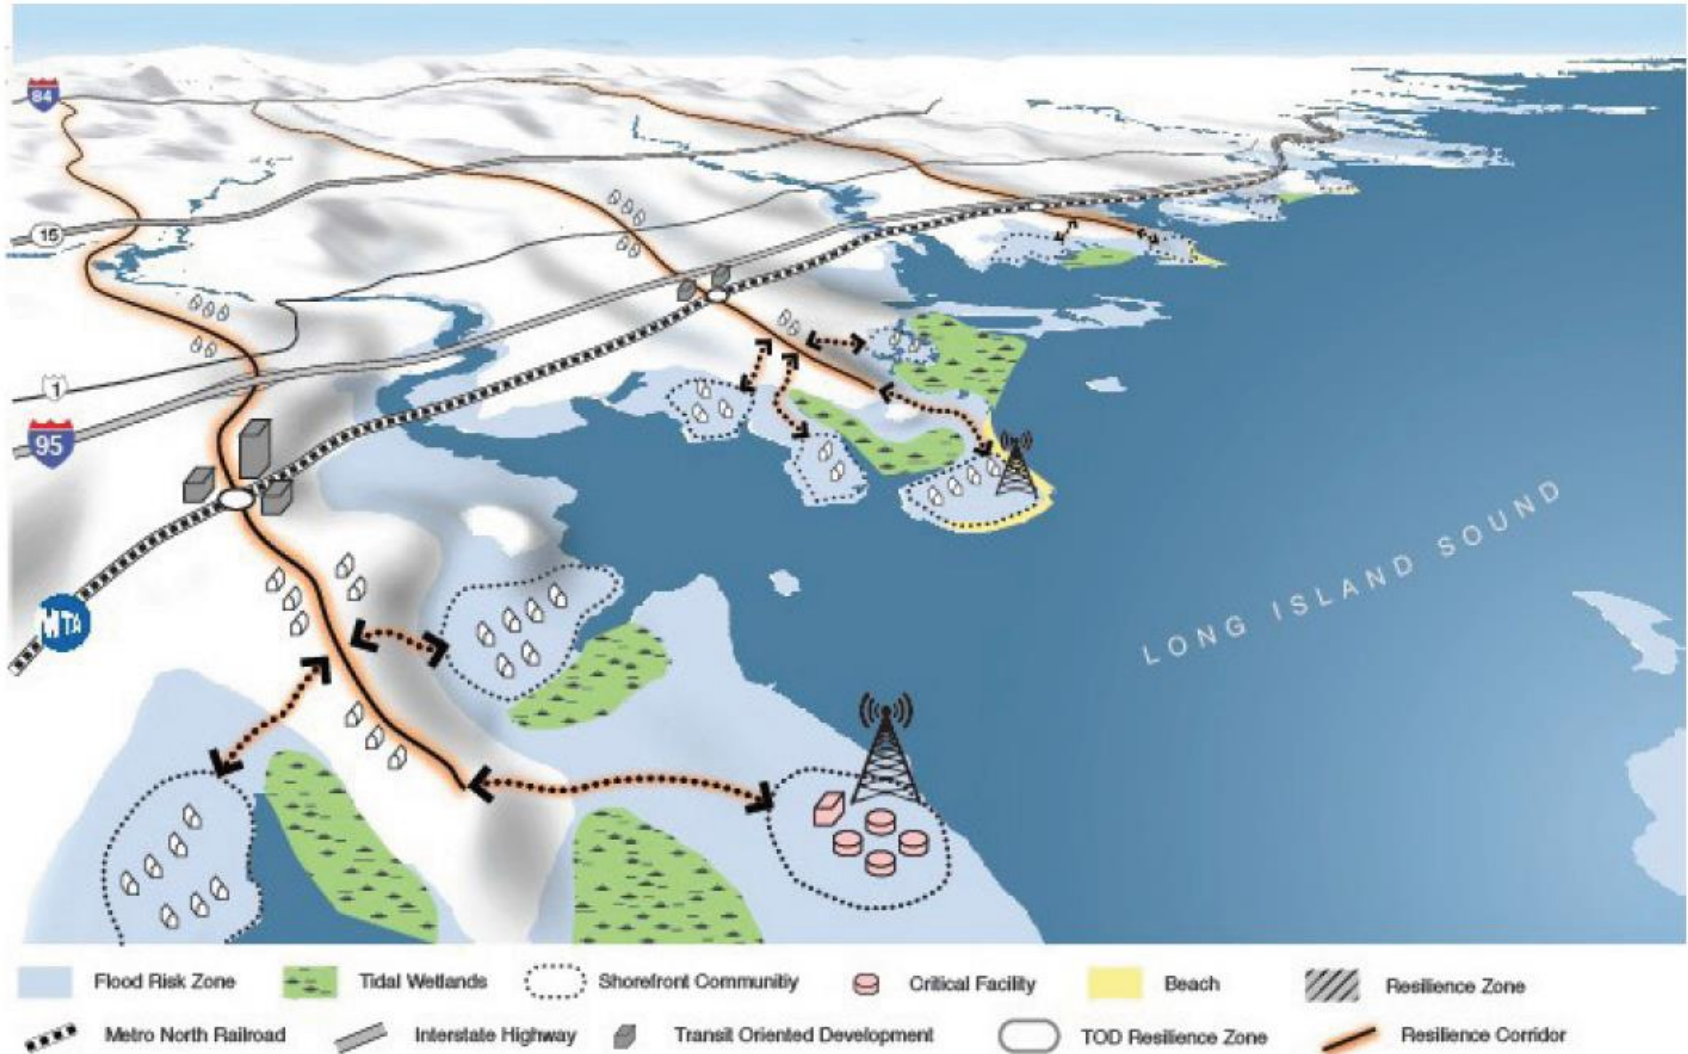 84
15
1
95
MTA
LONG ISLAND SOUND
Flood Risk Zone
Tidal Wetlands
Shorefront Communitiy
Critical Facility
Beach
Resilience Zone
Metro North Railroad
Interstate Highway
Transit Oriented Development
TOD Resilience Zone
Resilience Corridor